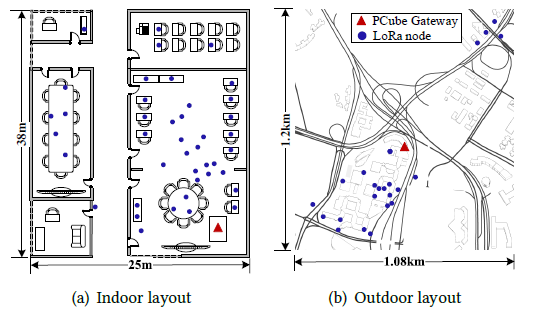 PCube Gateway
LoRa node
38m
25m
1.2km
1.08km
(a) Indoor layout
(b) Outdoor layout